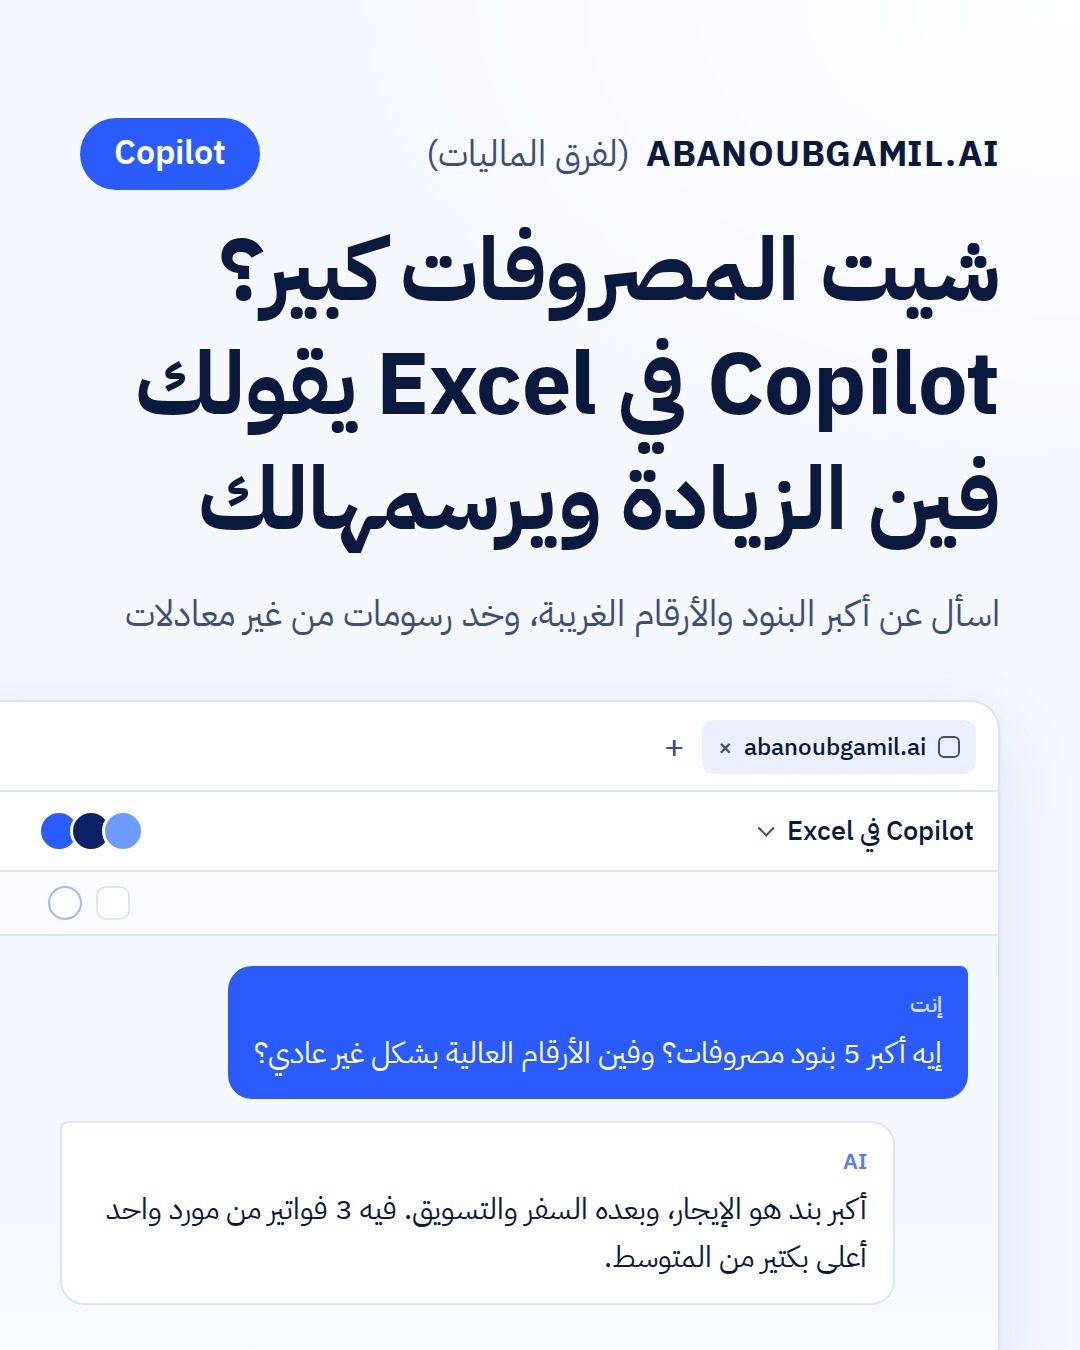 ABANOUBGAMIL.AI (لفرق الماليات)
Copilot
شيت المصروفات كبير؟
Copilot في Excel يقولك
فين الزيادة ويرسمهالك
اسأل عن أكبر البنود والأرقام الغريبة، وخد رسومات من غير معادلات
abanoubgamil.ai × +
Copilot في Excel
إنت
إيه أكبر 5 بنود مصروفات؟ وفين الأرقام العالية بشكل غير عادي؟
AI
أكبر بند هو الإيجار، وبعده السفر والتسويق. فيه 3 فواتير من مورد واحد
أعلى بكتير من المتوسط.